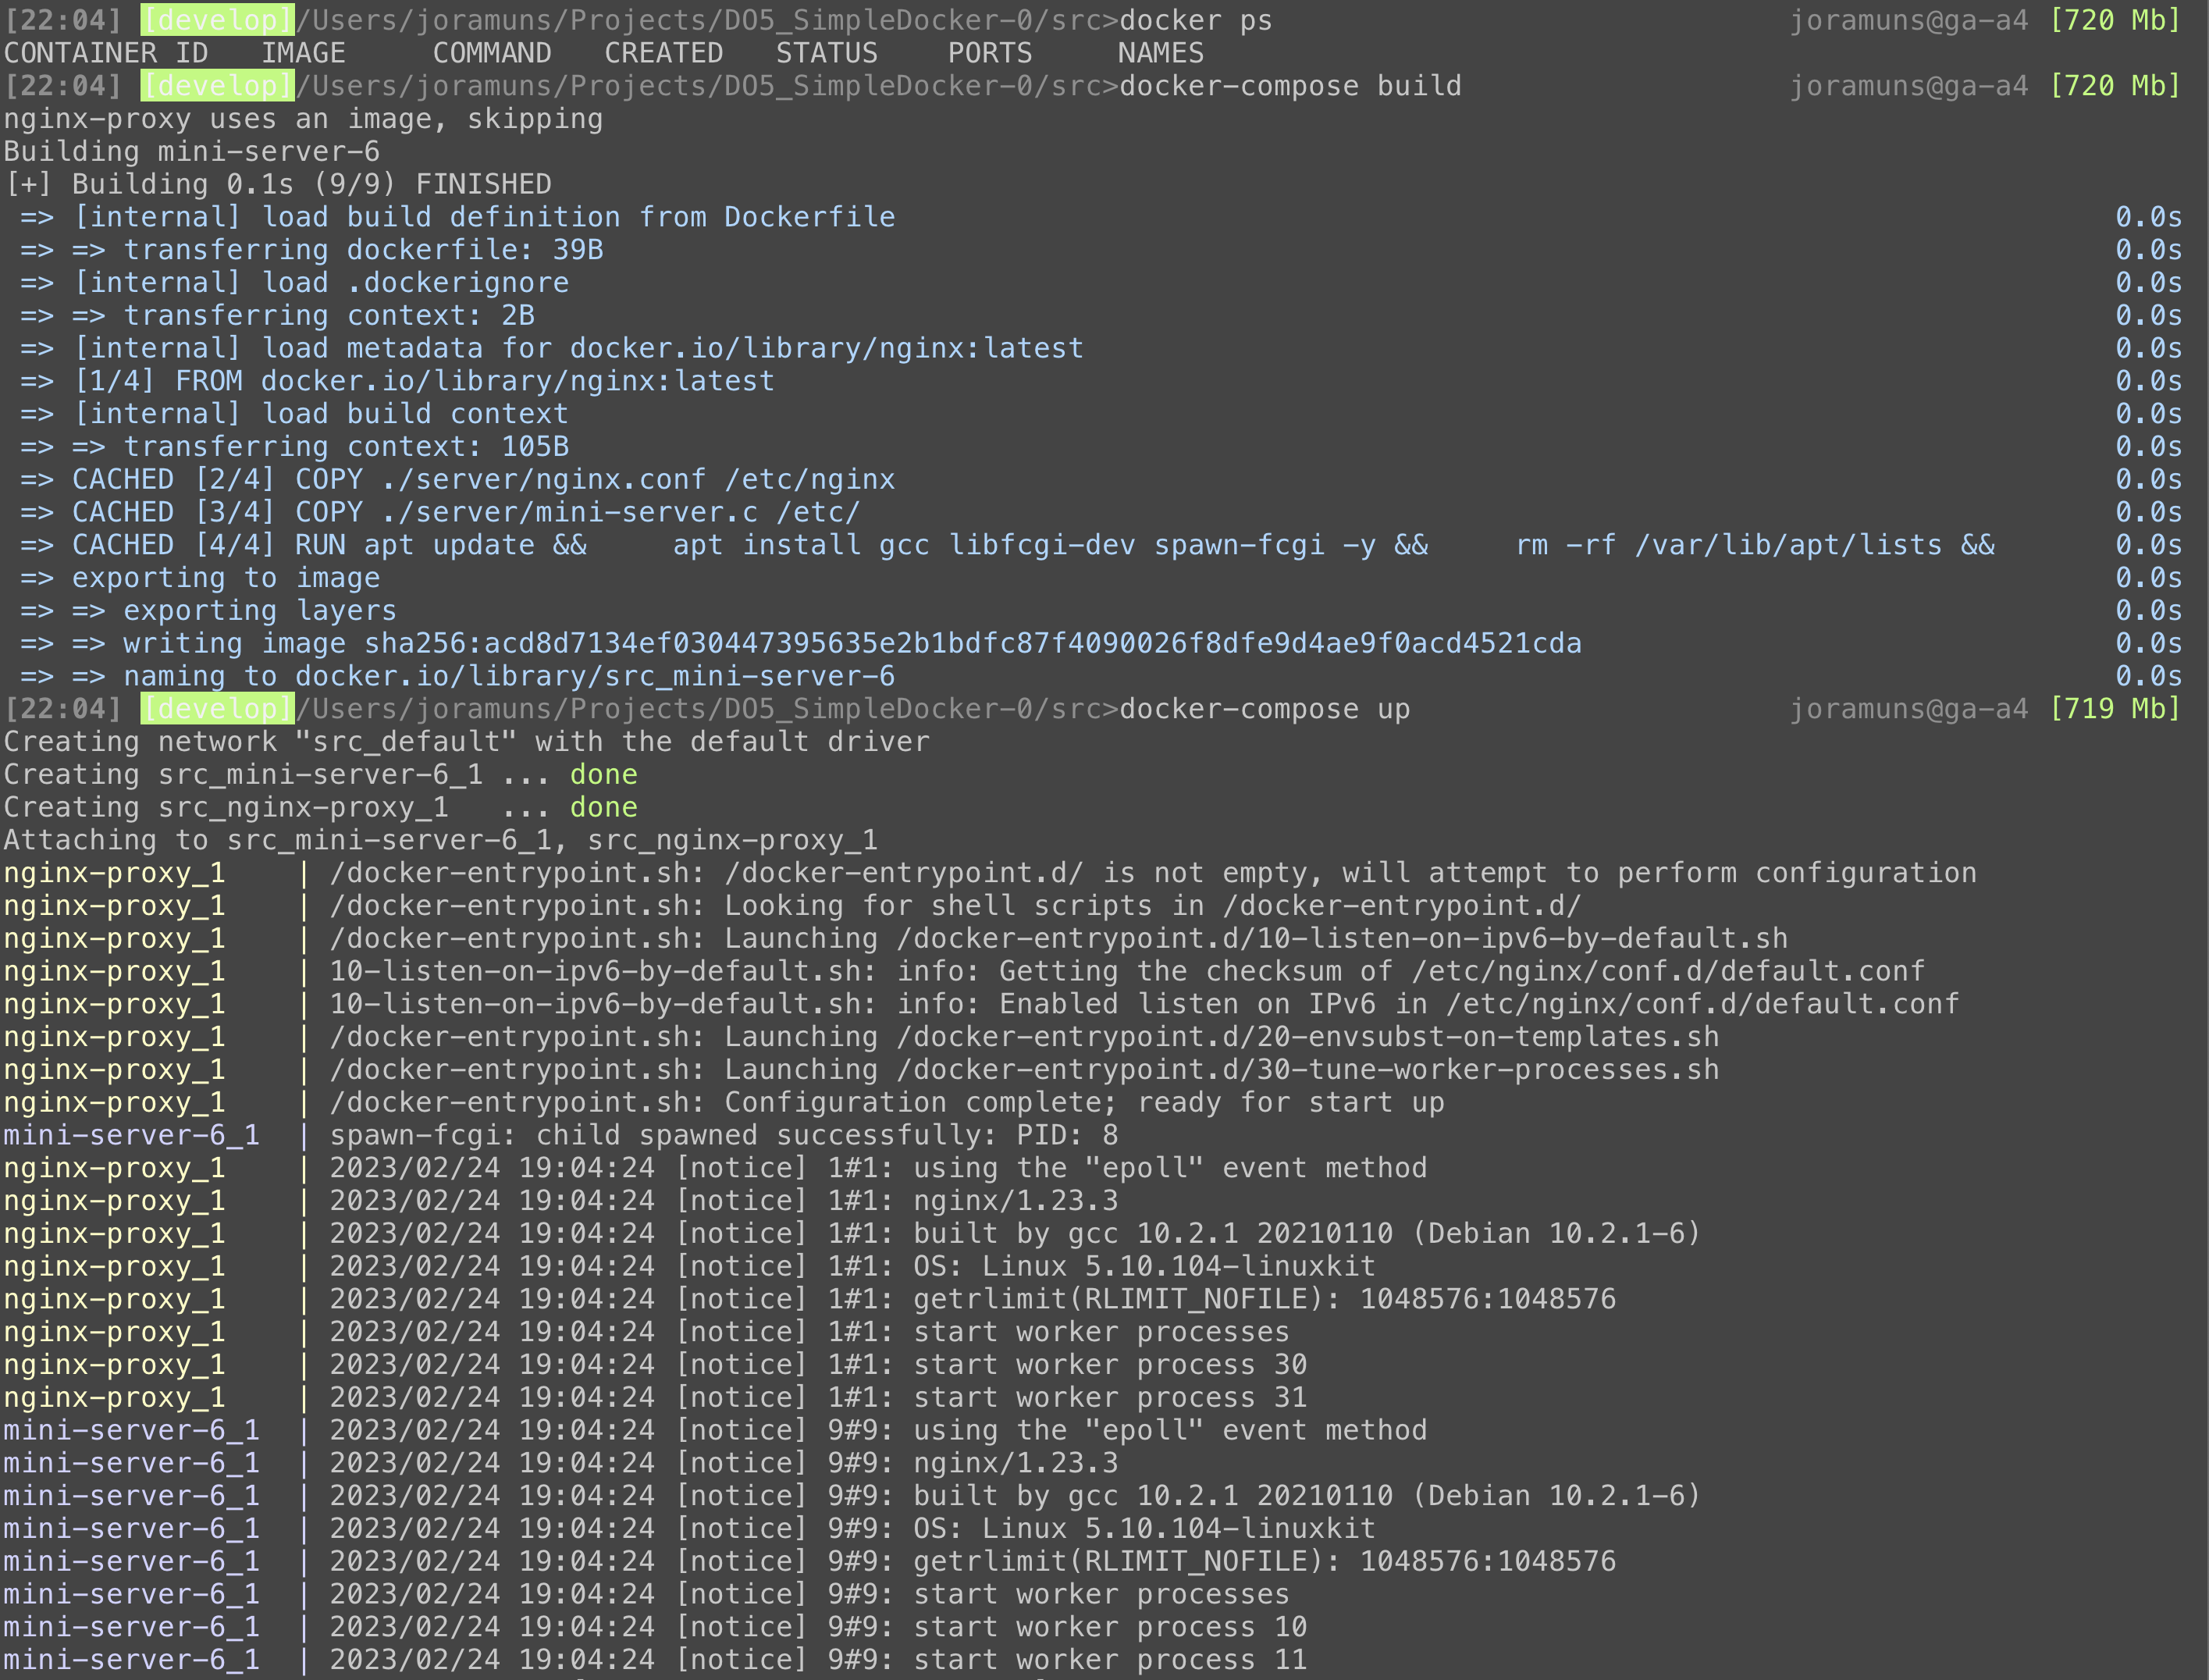 [22:04] [develop]/Users/joramuns/Projects/DO5_SimpleDocker-0/src>docker ps joramuns@ga-a4 [720 Mb]
CONTAINER ID   IMAGE     COMMAND   CREATED   STATUS    PORTS     NAMES
[22:04] [develop]/Users/joramuns/Projects/DO5_SimpleDocker-0/src>docker-compose build joramuns@ga-a4 [720 Mb]
nginx-proxy uses an image, skipping
Building mini-server-6
[+] Building 0.1s (9/9) FINISHED
 => [internal] load build definition from Dockerfile 0.0s
 => => transferring dockerfile: 39B 0.0s
 => [internal] load .dockerignore 0.0s
 => => transferring context: 2B 0.0s
 => [internal] load metadata for docker.io/library/nginx:latest 0.0s
 => [1/4] FROM docker.io/library/nginx:latest 0.0s
 => [internal] load build context 0.0s
 => => transferring context: 105B 0.0s
 => CACHED [2/4] COPY ./server/nginx.conf /etc/nginx 0.0s
 => CACHED [3/4] COPY ./server/mini-server.c /etc/ 0.0s
 => CACHED [4/4] RUN apt update &&     apt install gcc libfcgi-dev spawn-fcgi -y &&     rm -rf /var/lib/apt/lists && 0.0s
 => exporting to image 0.0s
 => => exporting layers 0.0s
 => => writing image sha256:acd8d7134ef030447395635e2b1bdfc87f4090026f8dfe9d4ae9f0acd4521cda 0.0s
 => => naming to docker.io/library/src_mini-server-6 0.0s
[22:04] [develop]/Users/joramuns/Projects/DO5_SimpleDocker-0/src>docker-compose up joramuns@ga-a4 [719 Mb]
Creating network "src_default" with the default driver
Creating src_mini-server-6_1 ... done
Creating src_nginx-proxy_1   ... done
Attaching to src_mini-server-6_1, src_nginx-proxy_1
nginx-proxy_1    | /docker-entrypoint.sh: /docker-entrypoint.d/ is not empty, will attempt to perform configuration
nginx-proxy_1    | /docker-entrypoint.sh: Looking for shell scripts in /docker-entrypoint.d/
nginx-proxy_1    | /docker-entrypoint.sh: Launching /docker-entrypoint.d/10-listen-on-ipv6-by-default.sh
nginx-proxy_1    | 10-listen-on-ipv6-by-default.sh: info: Getting the checksum of /etc/nginx/conf.d/default.conf
nginx-proxy_1    | 10-listen-on-ipv6-by-default.sh: info: Enabled listen on IPv6 in /etc/nginx/conf.d/default.conf
nginx-proxy_1    | /docker-entrypoint.sh: Launching /docker-entrypoint.d/20-envsubst-on-templates.sh
nginx-proxy_1    | /docker-entrypoint.sh: Launching /docker-entrypoint.d/30-tune-worker-processes.sh
nginx-proxy_1    | /docker-entrypoint.sh: Configuration complete; ready for start up
mini-server-6_1  | spawn-fcgi: child spawned successfully: PID: 8
nginx-proxy_1    | 2023/02/24 19:04:24 [notice] 1#1: using the "epoll" event method
nginx-proxy_1    | 2023/02/24 19:04:24 [notice] 1#1: nginx/1.23.3
nginx-proxy_1    | 2023/02/24 19:04:24 [notice] 1#1: built by gcc 10.2.1 20210110 (Debian 10.2.1-6)
nginx-proxy_1    | 2023/02/24 19:04:24 [notice] 1#1: OS: Linux 5.10.104-linuxkit
nginx-proxy_1    | 2023/02/24 19:04:24 [notice] 1#1: getrlimit(RLIMIT_NOFILE): 1048576:1048576
nginx-proxy_1    | 2023/02/24 19:04:24 [notice] 1#1: start worker processes
nginx-proxy_1    | 2023/02/24 19:04:24 [notice] 1#1: start worker process 30
nginx-proxy_1    | 2023/02/24 19:04:24 [notice] 1#1: start worker process 31
mini-server-6_1  | 2023/02/24 19:04:24 [notice] 9#9: using the "epoll" event method
mini-server-6_1  | 2023/02/24 19:04:24 [notice] 9#9: nginx/1.23.3
mini-server-6_1  | 2023/02/24 19:04:24 [notice] 9#9: built by gcc 10.2.1 20210110 (Debian 10.2.1-6)
mini-server-6_1  | 2023/02/24 19:04:24 [notice] 9#9: OS: Linux 5.10.104-linuxkit
mini-server-6_1  | 2023/02/24 19:04:24 [notice] 9#9: getrlimit(RLIMIT_NOFILE): 1048576:1048576
mini-server-6_1  | 2023/02/24 19:04:24 [notice] 9#9: start worker processes
mini-server-6_1  | 2023/02/24 19:04:24 [notice] 9#9: start worker process 10
mini-server-6_1  | 2023/02/24 19:04:24 [notice] 9#9: start worker process 11